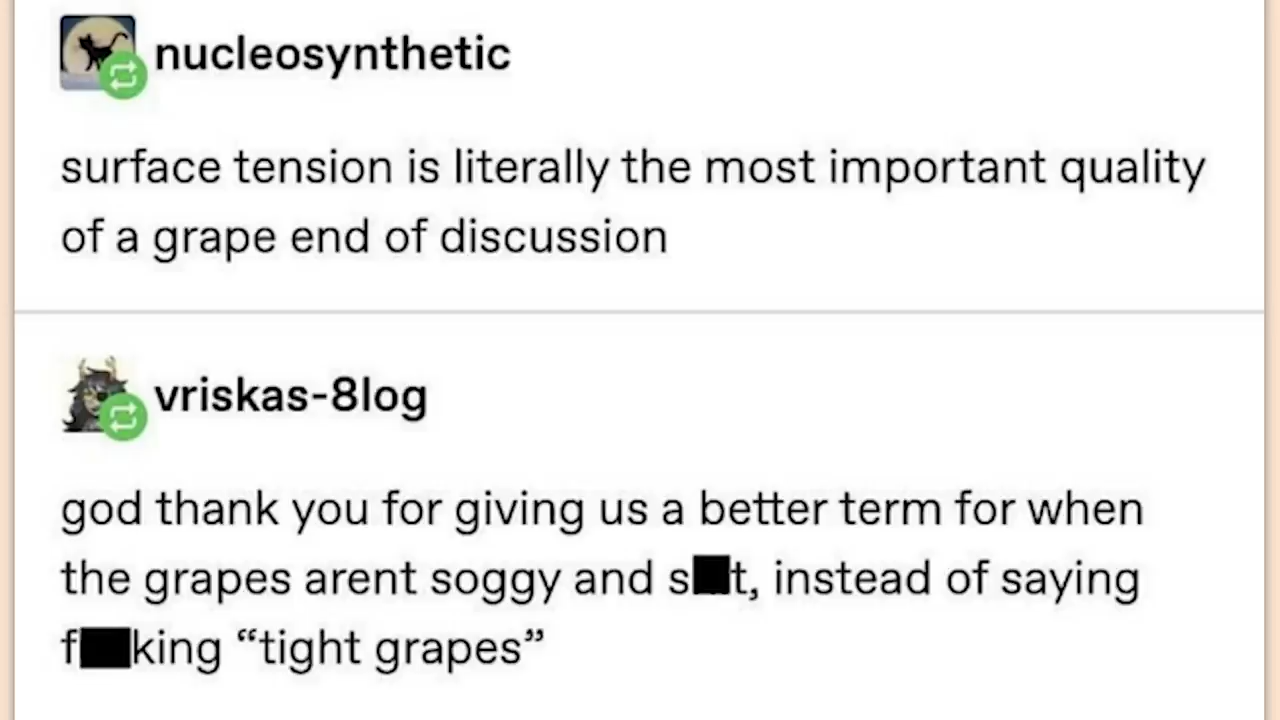 nucleosynthetic
surface tension is literally the most important quality
of a grape end of discussion
vriskas-8log
god thank you for giving us a better term for when
the grapes arent soggy and s██t, instead of saying
f██king “tight grapes”